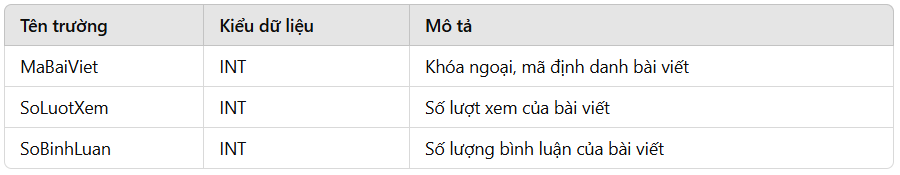 Tên trường Kiểu dữ liệu Mô tả
MaBaiViet INT Khóa ngoại, mã định danh bài viết
SoLuotXem INT Số lượt xem của bài viết
SoBinhLuan INT Số lượng bình luận của bài viết